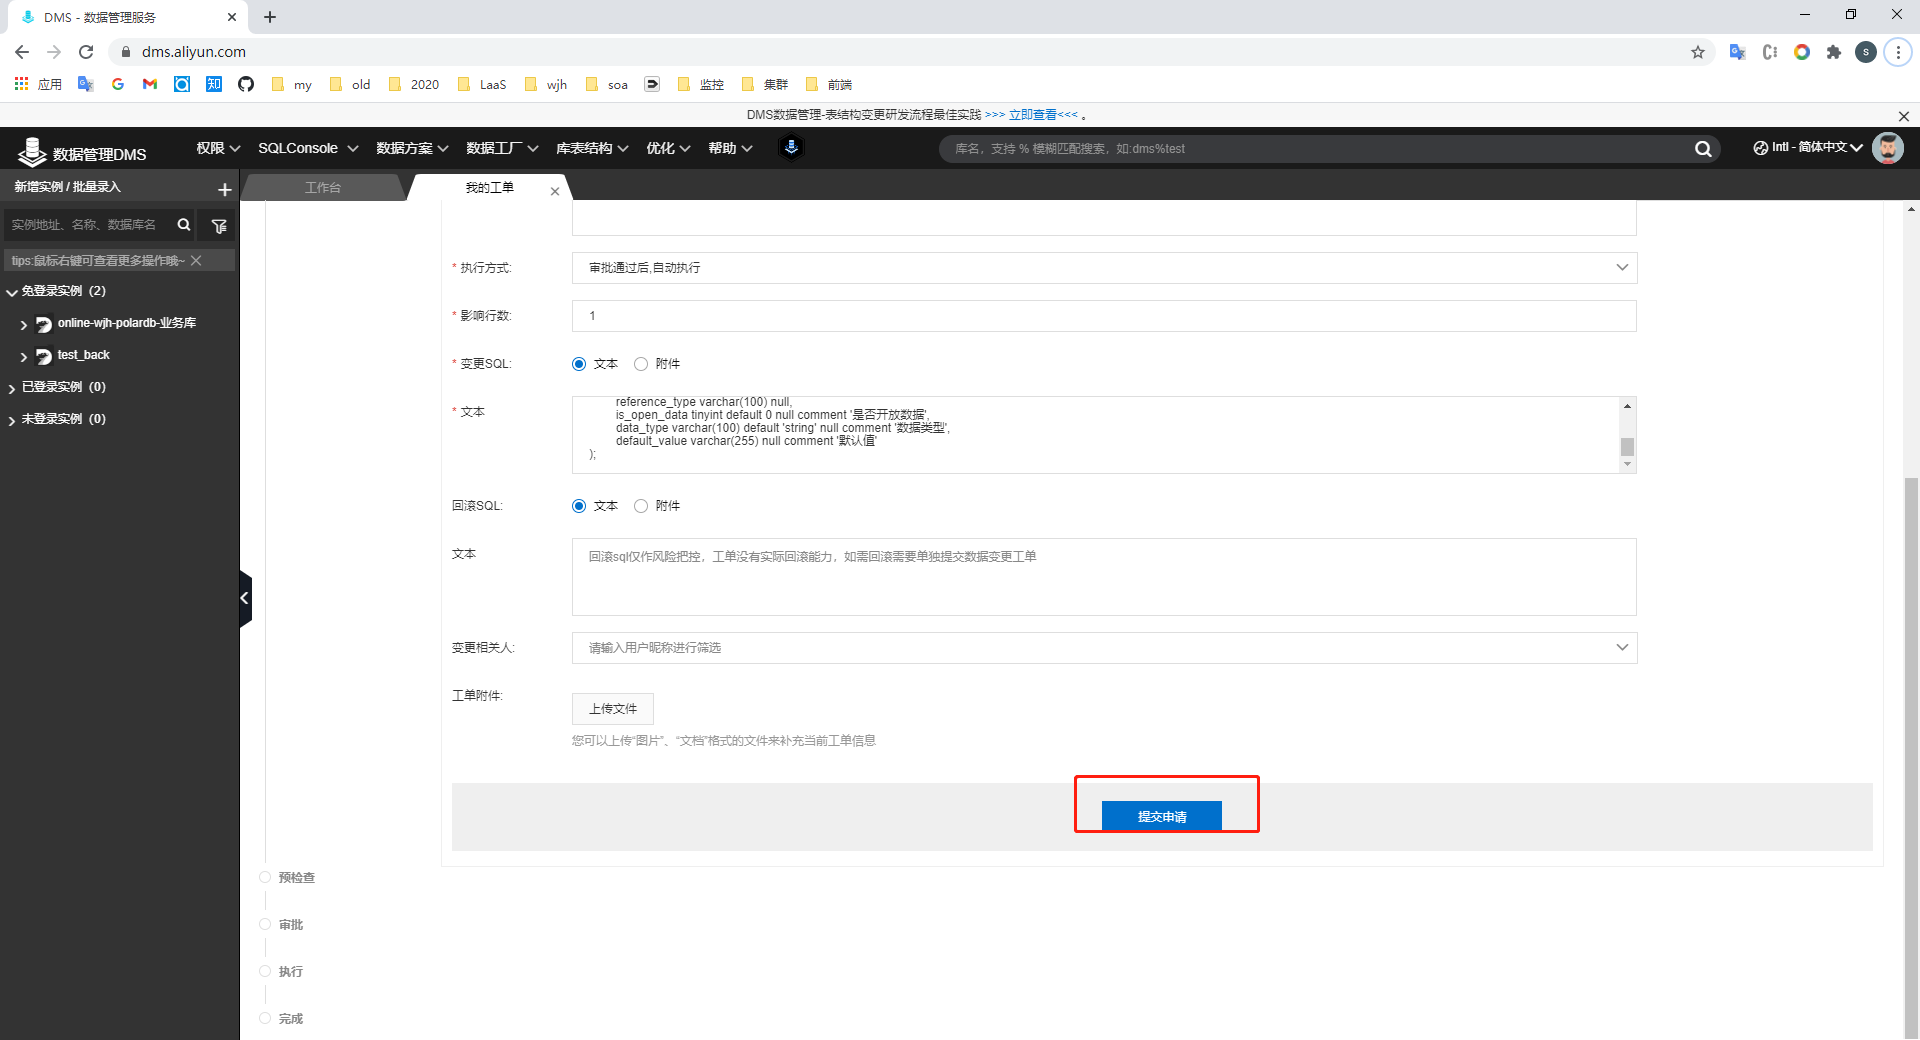 DMS - 数据管理服务
dms.aliyun.com
S
应用
知
my
old
2020
LaaS
wjh
soa
监控
集群
前端
DMS数据管理-表结构变更研发流程最佳实践 >>> 立即查看<<< 。
数据管理DMS
权限
SQLConsole
数据方案
数据工厂
库表结构
优化
帮助
库名，支持 % 模糊匹配搜索，如:dms%test
Intl - 简体中文
新增实例 / 批量录入
工作台
我的工单
实例地址、名称、数据库名
tips:鼠标右键可查看更多操作哦~
免登录实例（2）
online-wjh-polardb-业务库
test_back
已登录实例（0）
未登录实例（0）
* 执行方式:
审批通过后,自动执行
* 影响行数:
1
* 变更SQL:
文本
附件
* 文本
reference_type varchar(100) null,
is_open_data tinyint default 0 null comment '是否开放数据',
data_type varchar(100) default 'string' null comment '数据类型',
default_value varchar(255) null comment '默认值'
);
回滚SQL:
文本
附件
文本
回滚sql仅作风险把控，工单没有实际回滚能力，如需回滚需要单独提交数据变更工单
变更相关人:
请输入用户昵称进行筛选
工单附件:
上传文件
您可以上传“图片”、“文档”格式的文件来补充当前工单信息
提交申请
预检查
审批
执行
完成